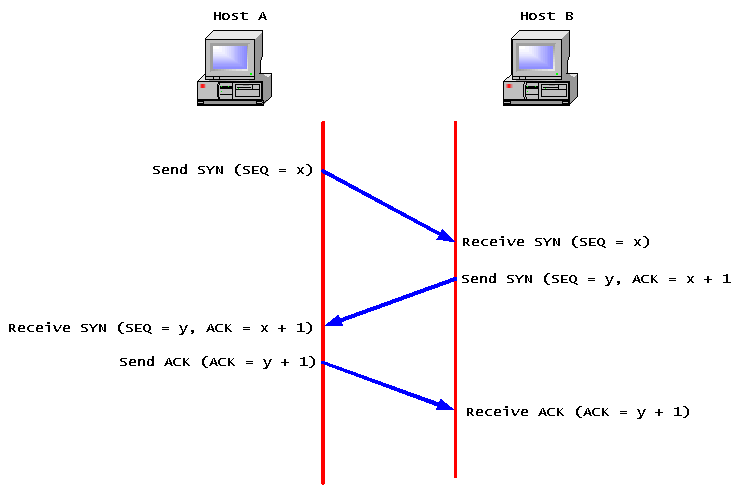 Host A
Host B
Send SYN (SEQ = x)
Receive SYN (SEQ = x)
Send SYN (SEQ = y, ACK = x + 1
Receive SYN (SEQ = y, ACK = x + 1)
Send ACK (ACK = y + 1)
Receive ACK (ACK = y + 1)